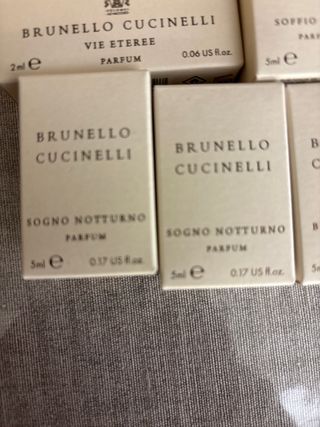 BRUNELLO CUCINELLI
VIE ETEREE
PARFUM
2ml ℮ 0.06 US fl.oz.
SOFFIO
PARF
5ml ℮
BRUNELLO
CUCINELLI
SOGNO NOTTURNO
PARFUM
5ml ℮ 0.17 US fl.oz.
BRUNELLO
CUCINELLI
SOGNO NOTTURNO
PARFUM
5ml ℮ 0.17 US fl.oz.